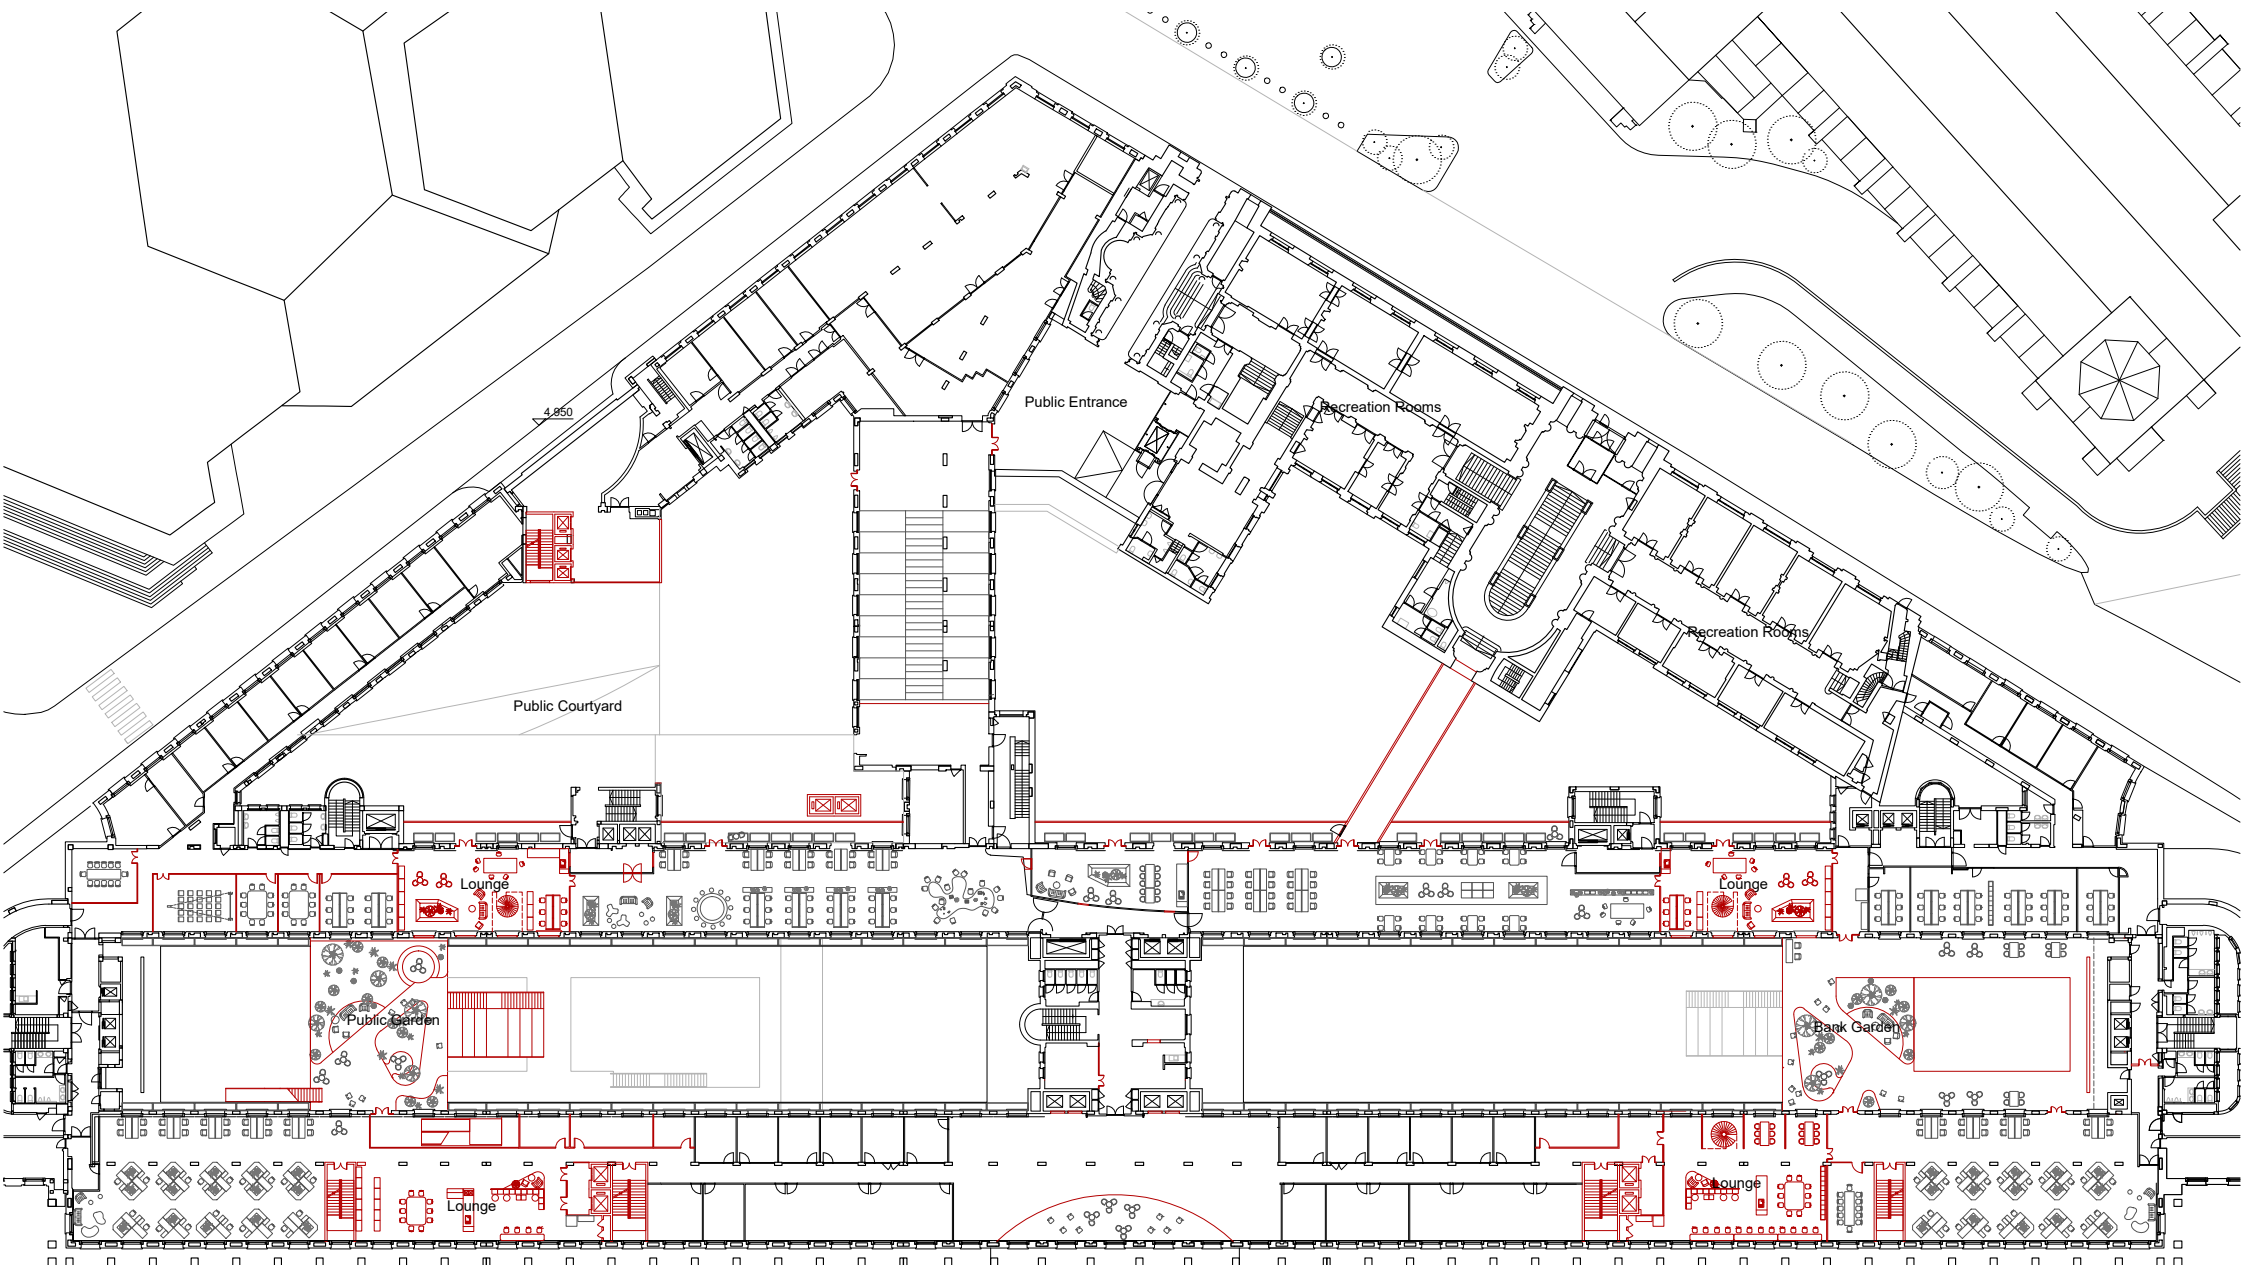 Public Entrance
Recreation Rooms
4.950
Recreation Rooms
Public Courtyard
Lounge
Lounge
Public Garden
Bank Garden
Lounge
Lounge